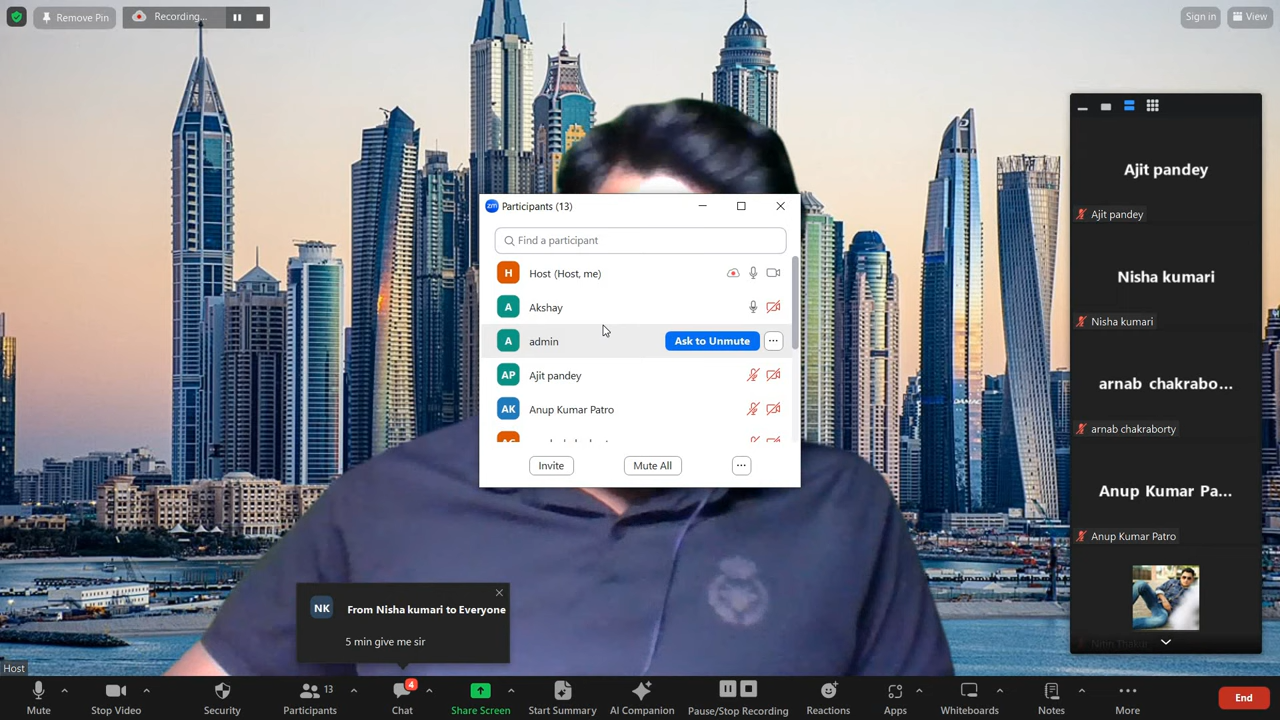 Remove Pin
Recording...
Sign in
View
Participants (13)
Find a participant
H Host (Host, me)
A Akshay
A admin Ask to Unmute
AP Ajit pandey
AK Anup Kumar Patro
Invite Mute All
Ajit pandey
Ajit pandey
Nisha kumari
Nisha kumari
arnab chakrabo...
arnab chakraborty
Anup Kumar Pa...
Anup Kumar Patro
NK From Nisha kumari to Everyone
5 min give me sir
Host
13
4
Mute Stop Video Security Participants Chat Share Screen Start Summary AI Companion Pause/Stop Recording Reactions Apps Whiteboards Notes More End